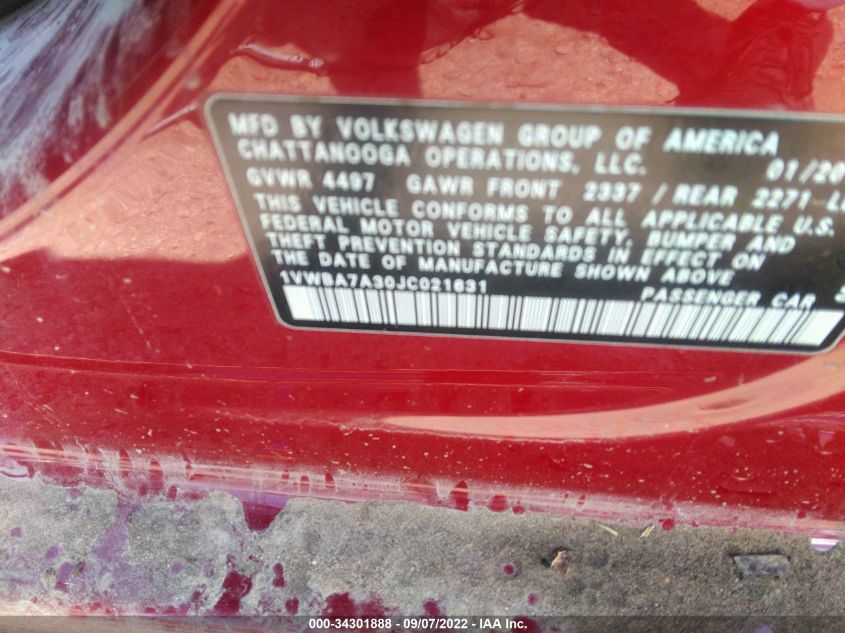 MFD BY VOLKSWAGEN GROUP OF AMERICA
CHATTANOOGA OPERATIONS, LLC. 01/20
GVWR 4497 GAWR FRONT 2337 / REAR 2271 L
THIS VEHICLE CONFORMS TO ALL APPLICABLE U.S.
FEDERAL MOTOR VEHICLE SAFETY, BUMPER AND
THEFT PREVENTION STANDARDS IN EFFECT ON
THE DATE OF MANUFACTURE SHOWN ABOVE
1VWBA7A30JC021631 PASSENGER CAR
000-34301888 - 09/07/2022 - IAA Inc.